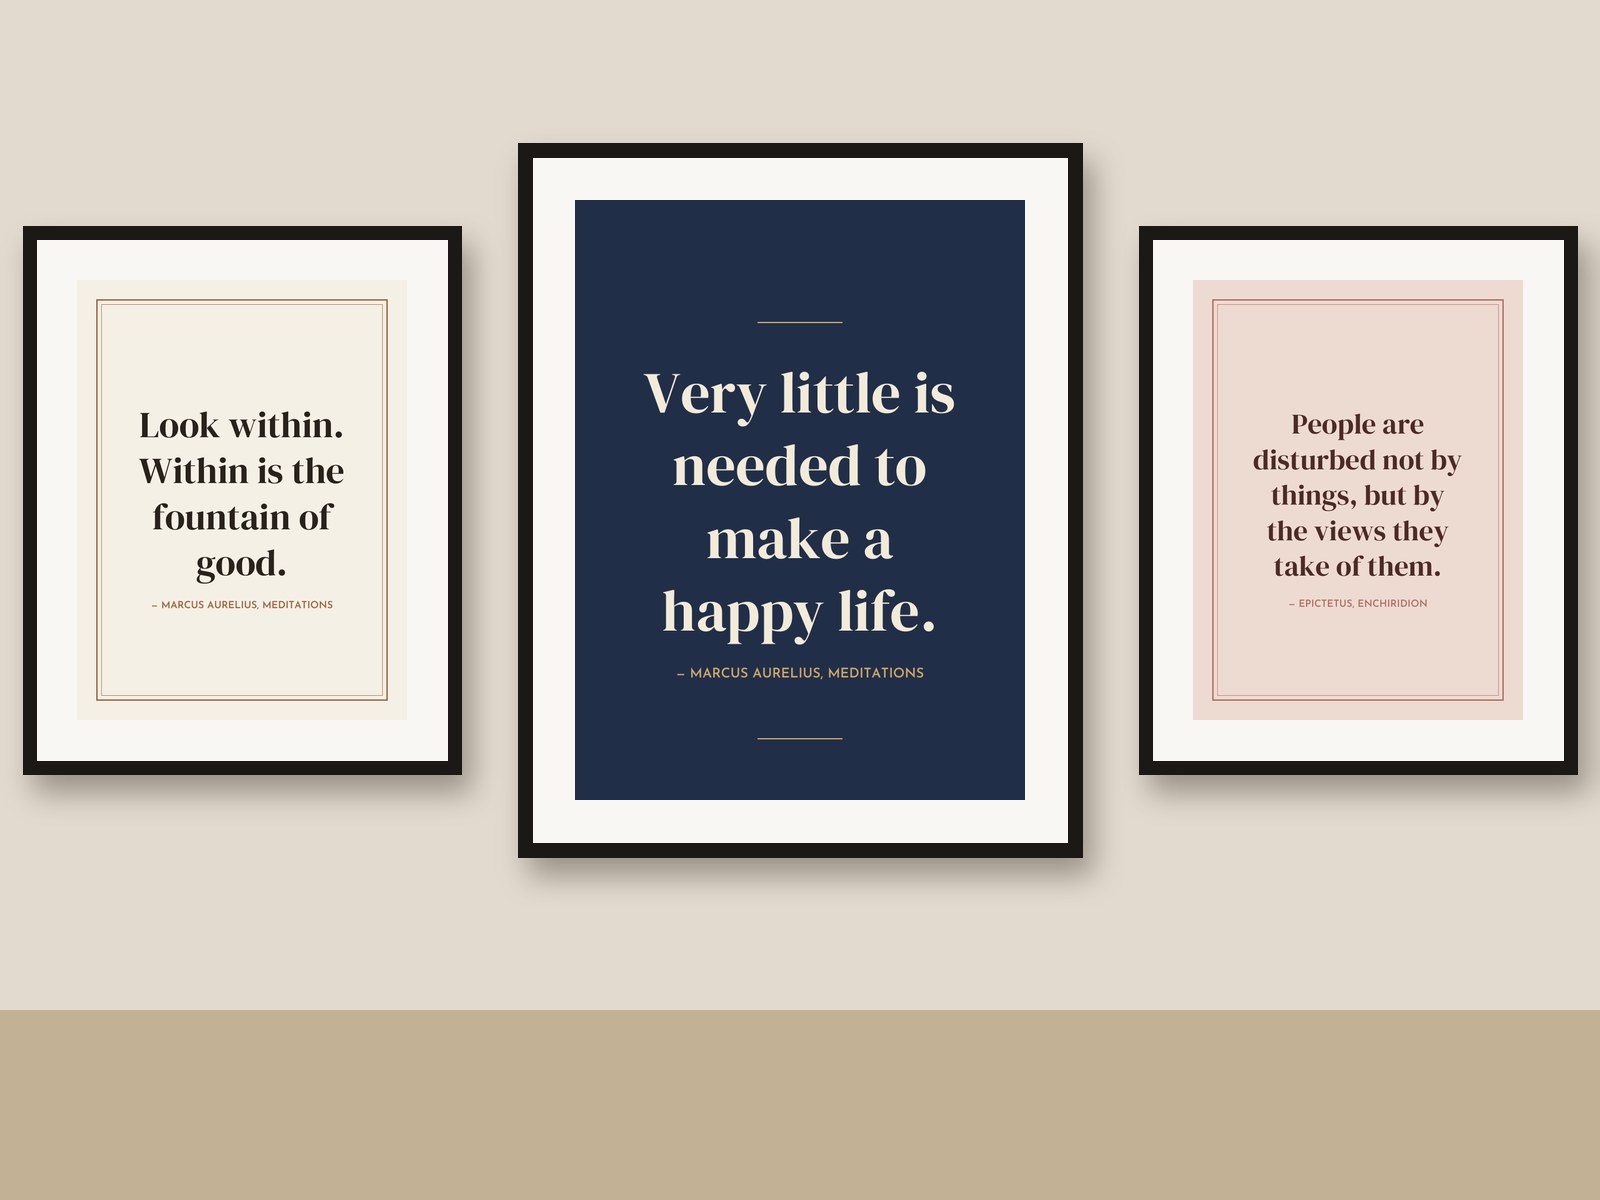 Look within.
Within is the
fountain of
good.
– MARCUS AURELIUS, MEDITATIONS
Very little is
needed to
make a
happy life.
– MARCUS AURELIUS, MEDITATIONS
People are
disturbed not by
things, but by
the views they
take of them.
– EPICTETUS, ENCHIRIDION